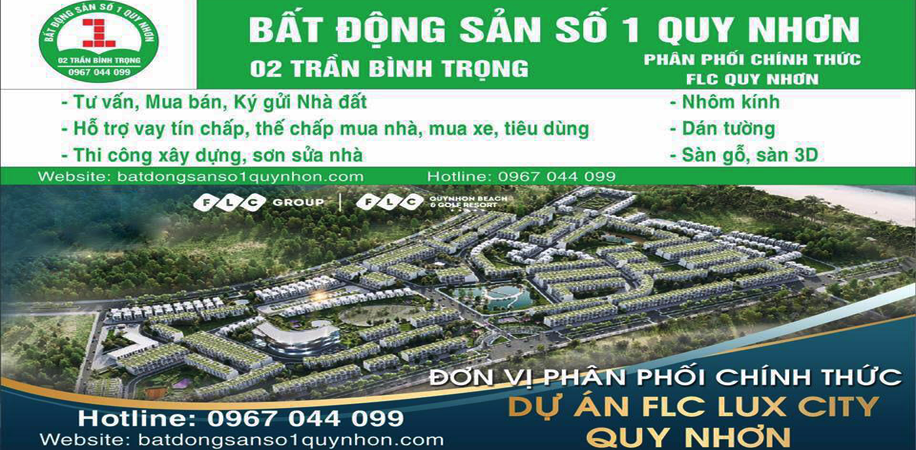 BẤT ĐỘNG SẢN SỐ 1 QUY NHƠN
1
02 TRẦN BÌNH TRỌNG
0967 044 099
BẤT ĐỘNG SẢN SỐ 1 QUY NHƠN
02 TRẦN BÌNH TRỌNG
PHÂN PHỐI CHÍNH THỨC
FLC QUY NHƠN
- Tư vấn, Mua bán, Ký gửi Nhà đất
- Hỗ trợ vay tín chấp, thế chấp mua nhà, mua xe, tiêu dùng
- Thi công xây dựng, sơn sửa nhà
- Nhôm kính
- Dán tường
- Sàn gỗ, sàn 3D
Website: batdongsanso1quynhon.com
Hotline: 0967 044 099
FLC GROUP
FLC QUYNHON BEACH
& GOLF RESORT
ĐƠN VỊ PHÂN PHỐI CHÍNH THỨC
DỰ ÁN FLC LUX CITY
QUY NHƠN
Hotline: 0967 044 099
Website: batdongsanso1quynhon.com